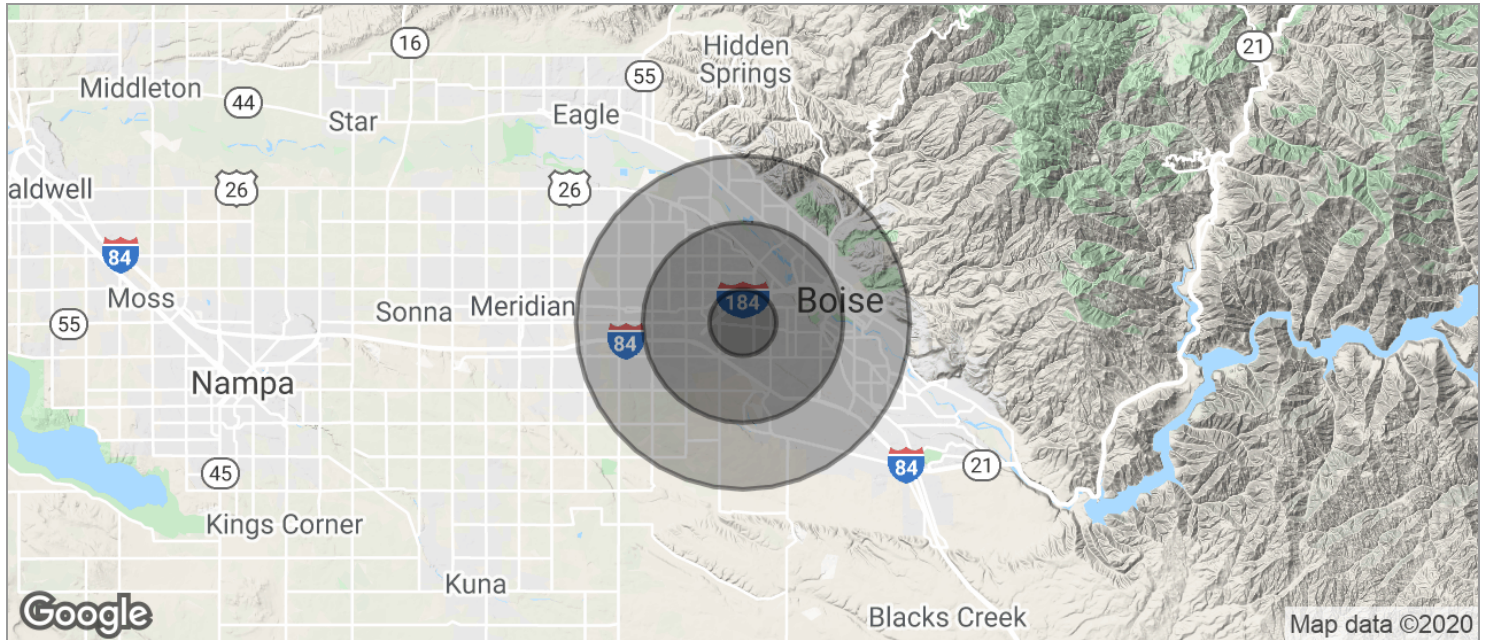 16
21
Hidden
Springs
55
Middleton
44
Star
Eagle
aldwell
26
26
84
Moss
55
Sonna
Meridian
184
Boise
84
Nampa
45
84
21
Kings Corner
Kuna
Blacks Creek
Google
Map data ©2020